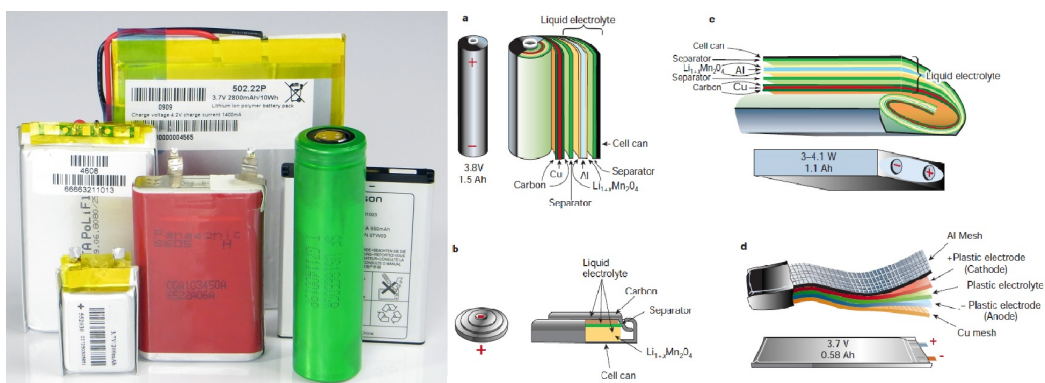 502.22P
3.7V 2800mAh/10Wh
Lithium ion polymer battery pack
0909
Charge voltage 4.2V charge current 1400mA
4608
66663211013
Panasonic
CGA103450A
a
Liquid electrolyte
+
−
3.8V
1.5 Ah
Cell can
Cu
Al
Separator
Carbon
Li1+xMn2O4
Separator
b
Liquid
electrolyte
Carbon
Separator
+
Li1+xMn2O4
Cell can
c
Cell can
Separator
Li1+xMn2O4
Al
Separator
Carbon
Cu
Liquid electrolyte
3–4.1 W
1.1 Ah
−
+
d
Al Mesh
+Plastic electrode
(Cathode)
Plastic electrolyte
− Plastic electrode
(Anode)
Cu mesh
3.7 V
0.58 Ah
+
-